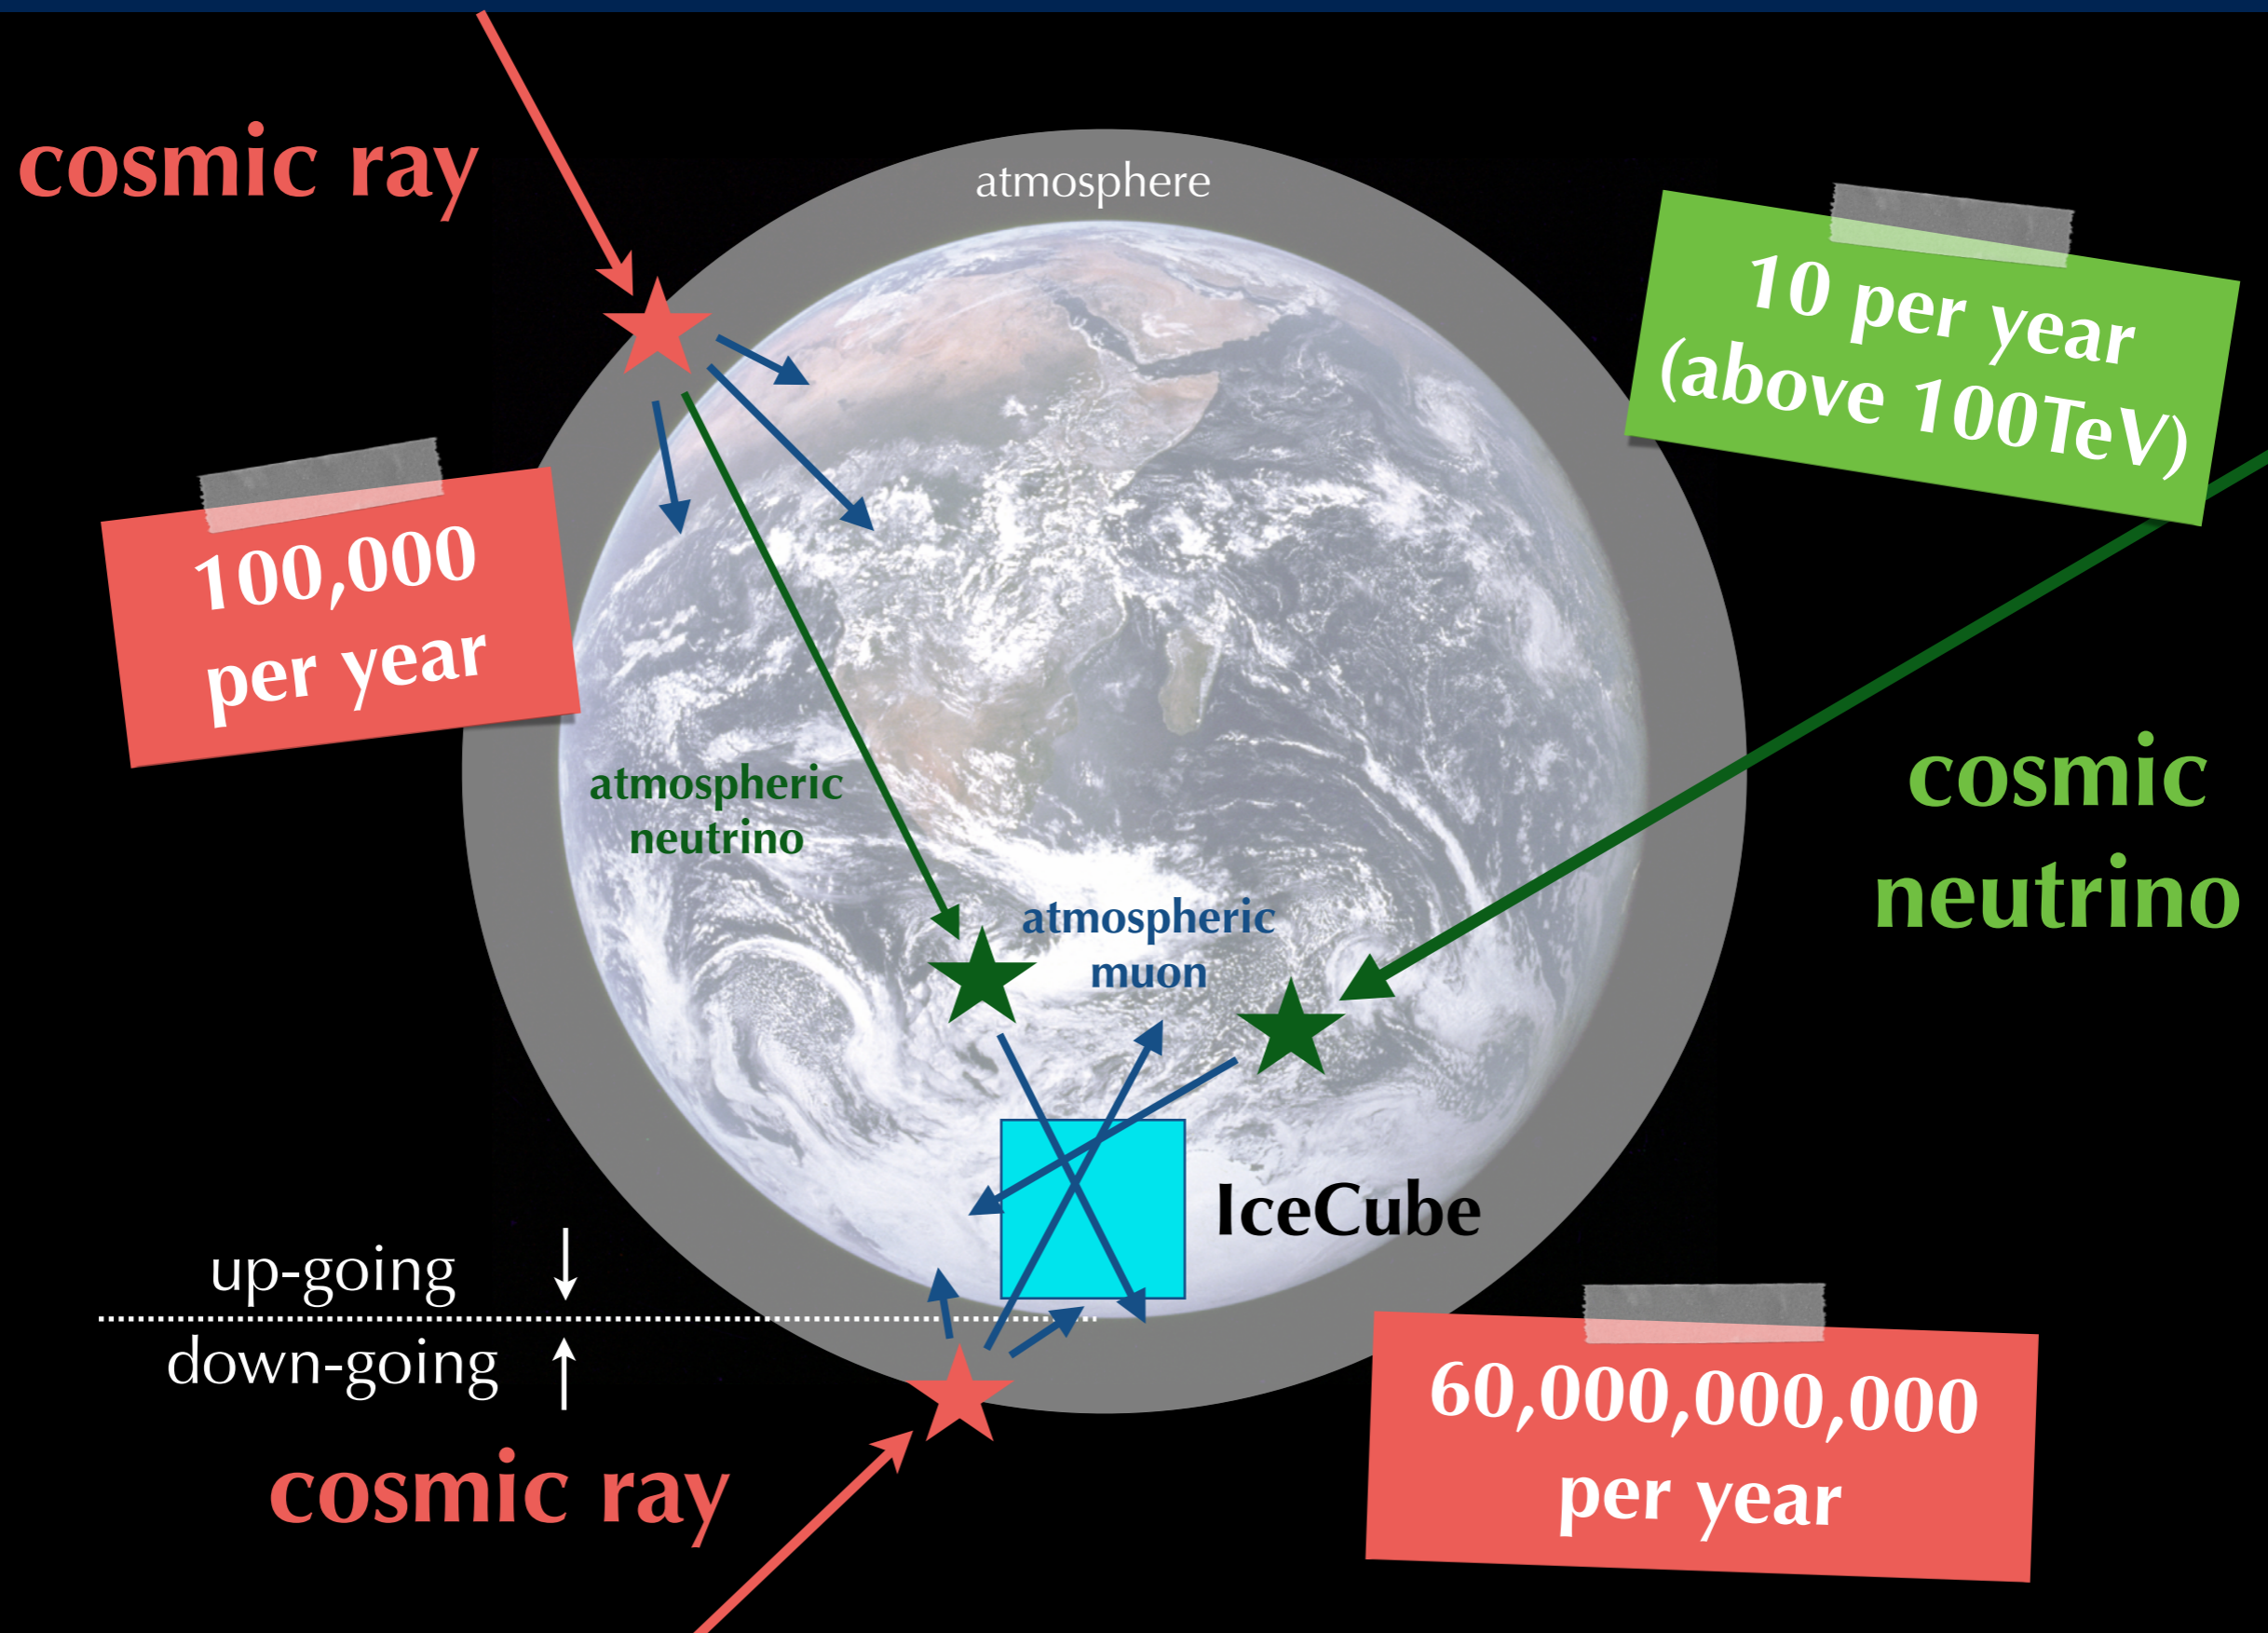 cosmic ray
atmosphere
10 per year
(above 100TeV)
100,000
per year
atmospheric
neutrino
cosmic
neutrino
atmospheric
muon
IceCube
up-going
down-going
cosmic ray
60,000,000,000
per year